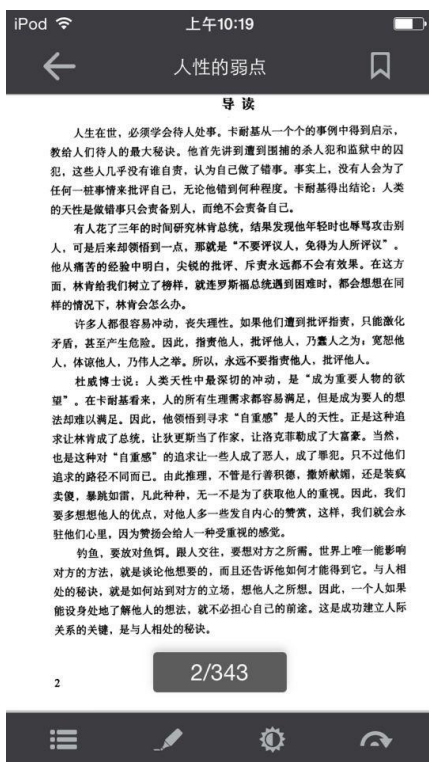 iPod 上午10:19
人性的弱点
导 读
人生在世，必须学会待人处事。卡耐基从一个个的事例中得到启示，
教给人们待人的最大秘诀。他首先讲到遭到围捕的杀人犯和监狱中的囚
犯，这些人几乎没有谁自责，认为自己做了错事。事实上，没有人会为了
任何一桩事情来批评自己，无论他错到何种程度。卡耐基得出结论：人类
的天性是做错事只会责备别人，而绝不会责备自己。
有人花了三年的时间研究林肯总统，结果发现他年轻时也辱骂攻击别
人，可是后来却领悟到一点，那就是“不要评议人，免得为人所评议”。
他从痛苦的经验中明白，尖锐的批评、斥责永远都不会有效果。在这方
面，林肯给我们树立了榜样，就连罗斯福总统遇到困难时，都会想想在同
样的情况下，林肯会怎么办。
许多人都很容易冲动，丧失理性。如果他们遭到批评指责，只能激化
矛盾，甚至产生危险。因此，指责他人，批评他人，乃蠢人之为；宽恕他
人，体谅他人，乃伟人之举。所以，永远不要指责他人，批评他人。
杜威博士说：人类天性中最深切的冲动，是“成为重要人物的欲
望”。在卡耐基看来，人的所有生理需求都容易满足，但是成为要人的想
法却难以满足。因此，他领悟到寻求“自重感”是人的天性。正是这种追
求让林肯成了总统，让狄更斯当了作家，让洛克菲勒成了大富豪。当然，
也是这种对“自重感”的追求让一些人成了恶人，成了罪犯。只不过他们
追求的路径不同而已。由此推理，不管是行善积德，撒娇献媚，还是装疯
卖傻，暴跳如雷，凡此种种，无一不是为了获取他人的重视。因此，我们
要多想想他人的优点，对他人多一些发自内心的赞赏，这样，我们就会永
驻他们心里，因为赞扬会给人一种受重视的感觉。
钓鱼，要放对鱼饵。跟人交往，要想对方之所需。世界上唯一能影响
对方的方法，就是谈论他想要的，而且还告诉他如何才能得到它。与人相
处的秘诀，就是如何站到对方的立场，想他人之所想。因此，一个人如果
能设身处地了解他人的想法，就不必担心自己的前途。这是成功建立人际
关系的关键，是与人相处的秘诀。
2/343
2